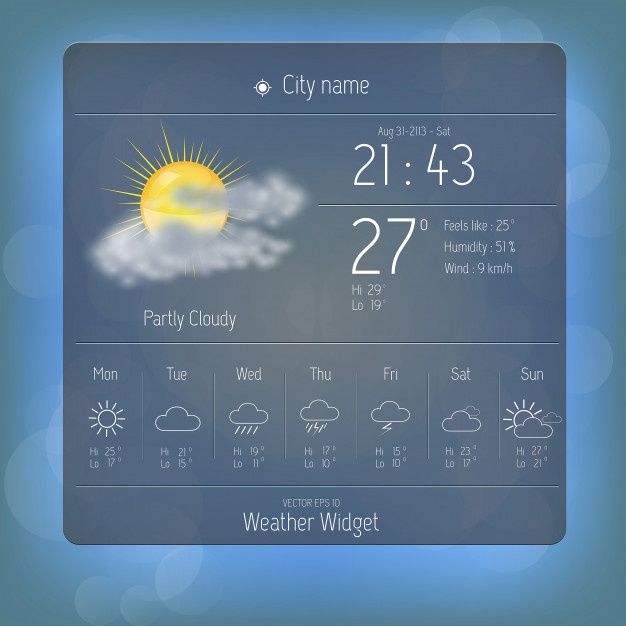 City name
Aug 31-2113 - Sat
21 : 43
27°
Feels like : 25°
Humidity : 51 %
Wind : 9 km/h
Hi 29°
Lo 19°
Partly Cloudy
Mon Tue Wed Thu Fri Sat Sun
Hi 25° Hi 21° Hi 19° Hi 17° Hi 15° Hi 23° Hi 27°
Lo 17° Lo 15° Lo 11° Lo 10° Lo 10° Lo 17° Lo 21°
VECTOR EPS 10
Weather Widget